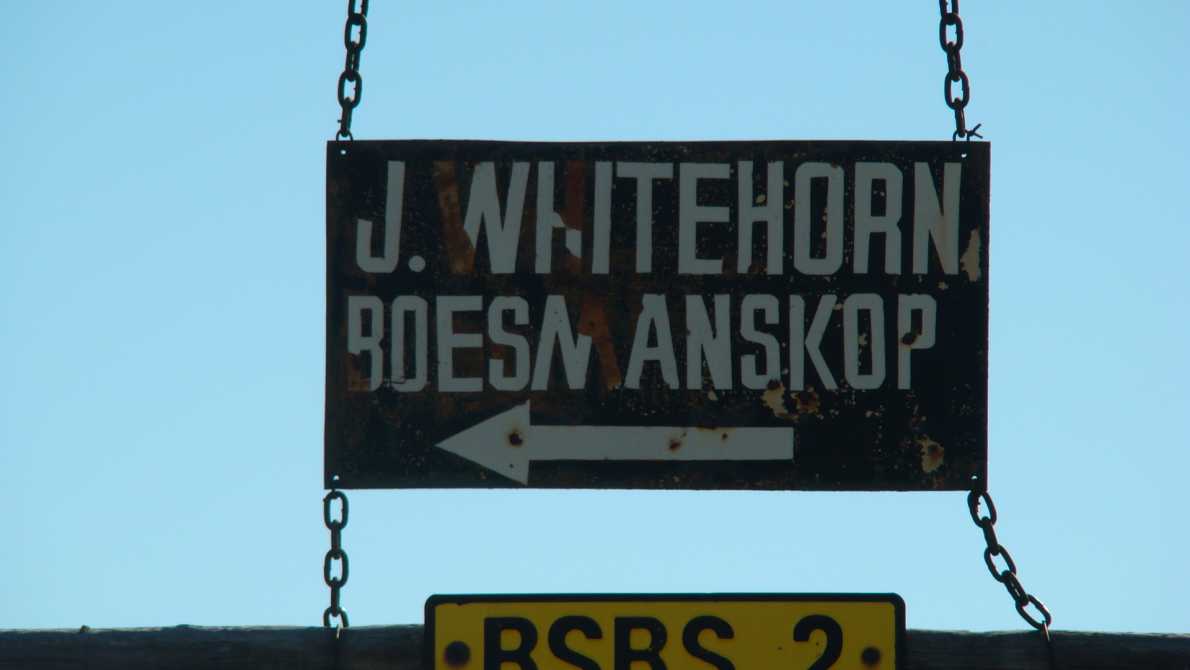 J. WHITEHORN
BOESMANSKOP
BSBS 2